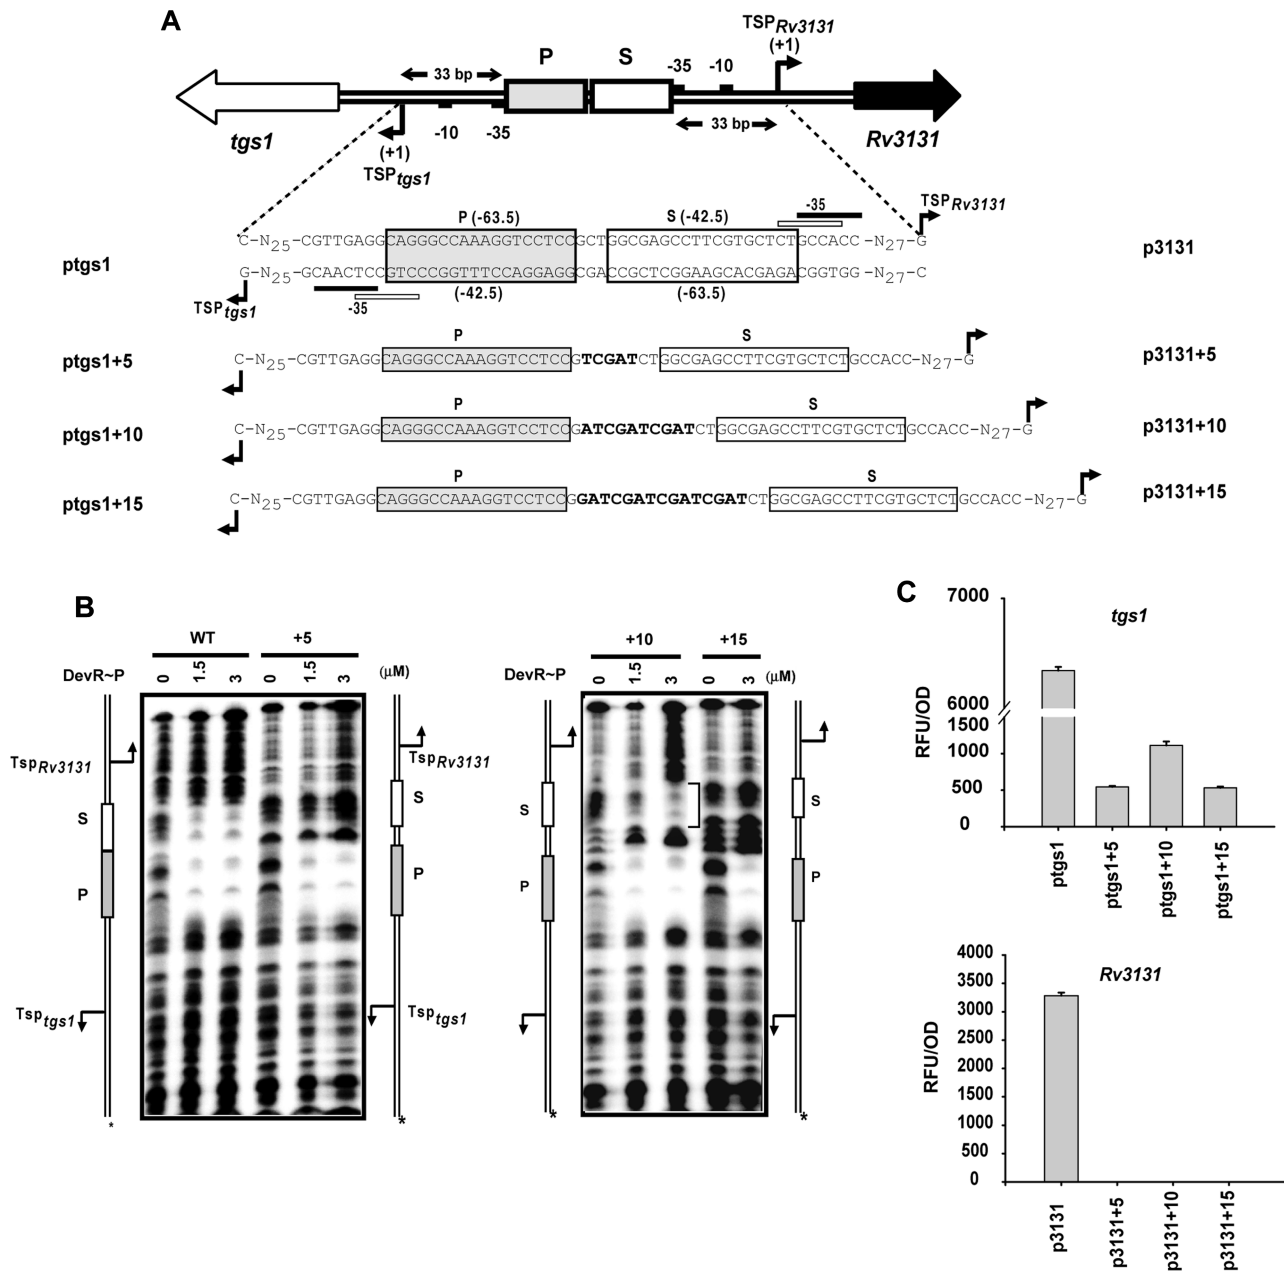 A
TSPRv3131
(+1)
33 bp
P
S
-35
-10
tgs1
-10
-35
33 bp
Rv3131
(+1)
TSPtgs1
-35
TSPRv3131
P (-63.5)
S (-42.5)
ptgs1
C-N25-CGTTGAGGCAGGGCCAAAGGTCCTCCGCTGGCGAGCCTTCGTGCTCTGCCACC-N27-G
p3131
G-N25-GCAACTCCGTCCCGGTTTCCAGGAGGCGACCGCTCGGAAGCACGAGACGGTGG-N27-C
TSPtgs1
-35
(-42.5)
(-63.5)
P
S
ptgs1+5
C-N25-CGTTGAGGCAGGGCCAAAGGTCCTCCGTCGATCTGGCGAGCCTTCGTGCTCTGCCACC-N27-G
p3131+5
P
S
ptgs1+10
C-N25-CGTTGAGGCAGGGCCAAAGGTCCTCCGATCGATCGATCTGGCGAGCCTTCGTGCTCTGCCACC-N27-G
p3131+10
P
S
ptgs1+15
C-N25-CGTTGAGGCAGGGCCAAAGGTCCTCCGGATCGATCGATCGATCTGGCGAGCCTTCGTGCTCTGCCACC-N27-G
p3131+15
B
WT
+5
DevR~P
0
1.5
3
0
1.5
3
(μM)
TspRv3131
S
P
Tsptgs1
*
TspRv3131
S
P
Tsptgs1
*
+10
+15
DevR~P
0
1.5
3
0
3
(μM)
S
P
*
S
P
*
C
tgs1
RFU/OD
7000
6000
1500
1000
500
0
ptgs1
ptgs1+5
ptgs1+10
ptgs1+15
Rv3131
RFU/OD
4000
3500
3000
2500
2000
1500
1000
500
0
p3131
p3131+5
p3131+10
p3131+15